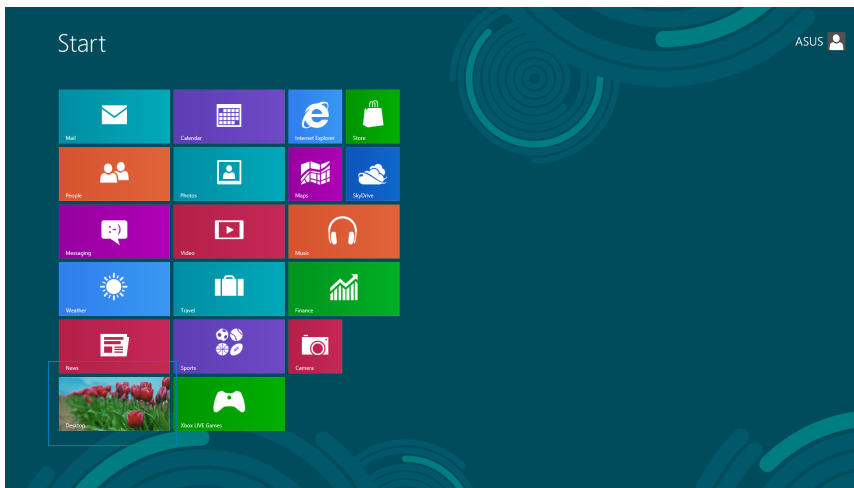 Start
ASUS
Mail
Calendar
Internet Explorer
Store
People
Photos
Maps
SkyDrive
Messaging
:-)
Video
Music
Weather
Travel
Finance
News
Sports
Camera
Desktop
Xbox LIVE Games